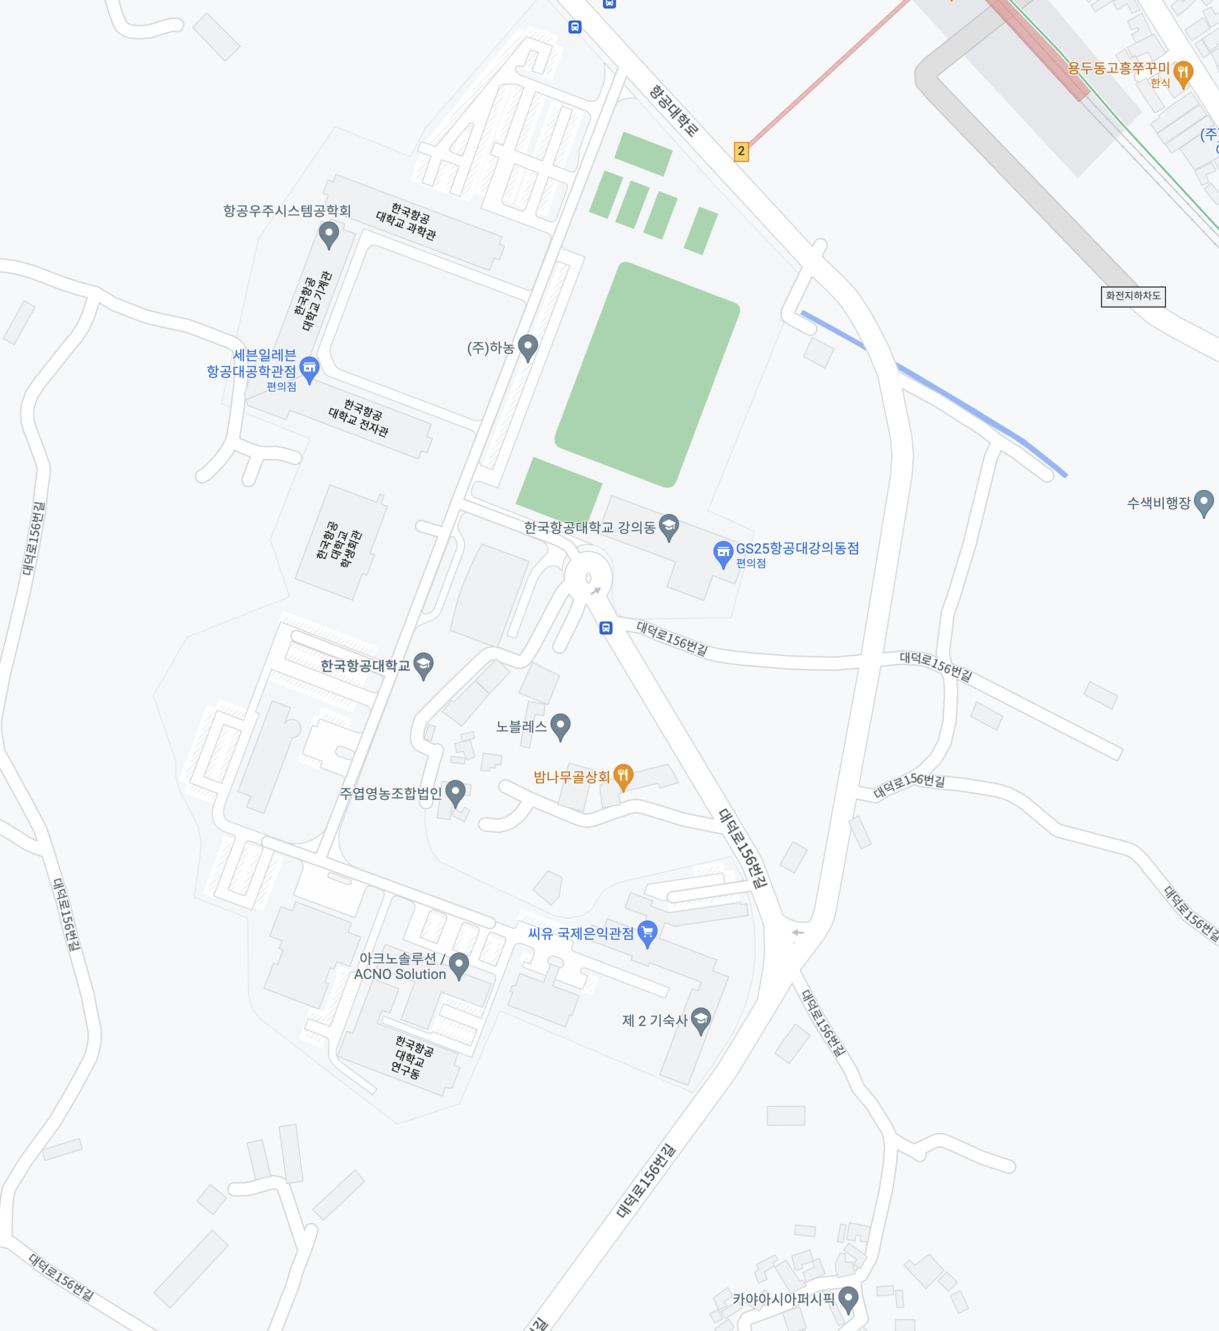 항공대학로
용두동고흥쭈꾸미
한식
(주)
2
한국항공
대학교 과학관
항공우주시스템공학회
한국항공
대학교 기계관
화전지하차도
(주)하농
세븐일레븐
항공대공학관점
편의점
한국항공
대학교 전자관
수색비행장
대덕로156번길
한국항공
대학교
학생회관
한국항공대학교 강의동
GS25항공대강의동점
편의점
대덕로156번길
대덕로156번길
한국항공대학교
노블레스
밤나무골상회
주엽영농조합법인
대덕로156번길
대덕로156번길
대덕로156번길
대덕로156번길
씨유 국제은익관점
아크노솔루션 /
ACNO Solution
제 2 기숙사
대덕로156번길
한국항공
대학교
연구동
대덕로156번길
대덕로156번길
카야아시아퍼시픽
길